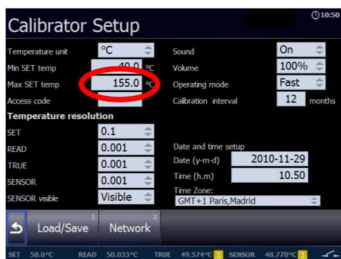 10:50
Calibrator Setup
Temperature unit °C
Min SET temp 40.0 °C
Max SET temp 155.0 °C
Access code
Temperature resolution
SET 0.1
READ 0.001
TRUE 0.001
SENSOR 0.001
SENSOR visible Visible
Sound On
Volume 100%
Operating mode Fast
Calibration interval 12 months
Date and time setup
Date (y-m-d) 2010-11-29
Time (h.m) 10.50
Time Zone:
GMT+1 Paris,Madrid
1 Load/Save 2 Network
SET 50.0°C READ 50.033°C TRUE 49.574°C S SENSOR 48.770°C S